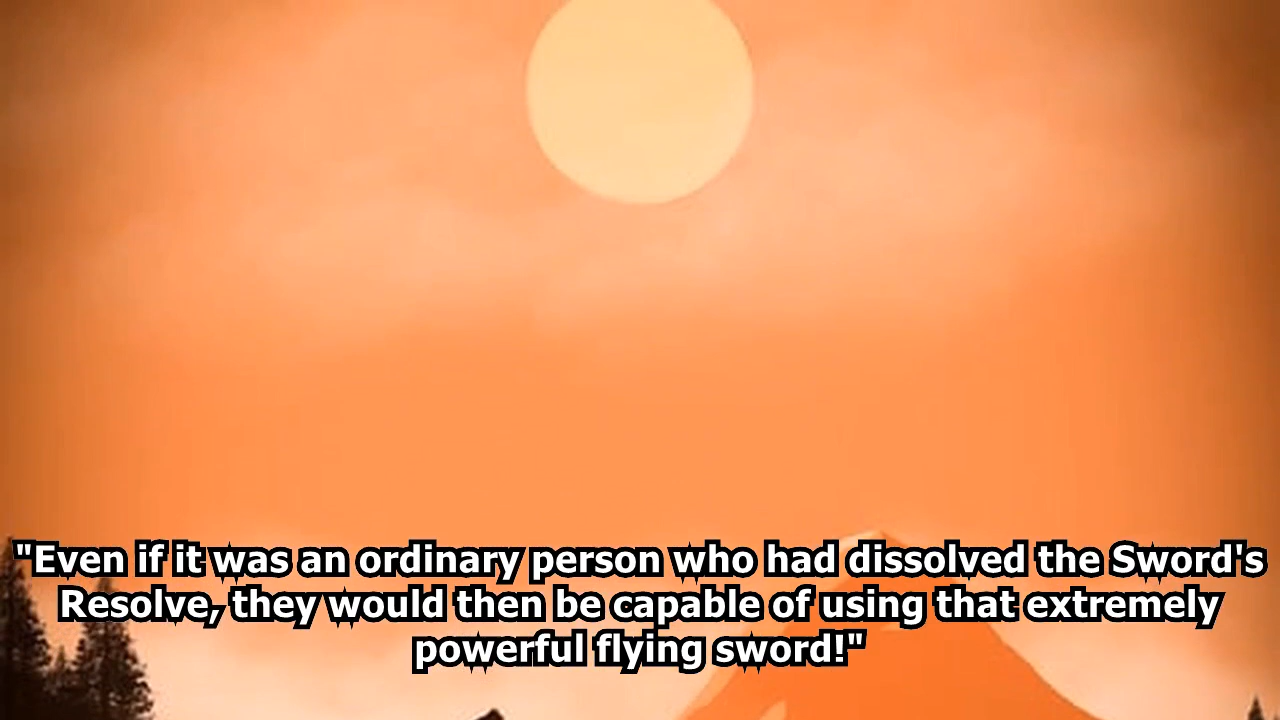 "Even if it was an ordinary person who had dissolved the Sword's
Resolve, they would then be capable of using that extremely
powerful flying sword!"